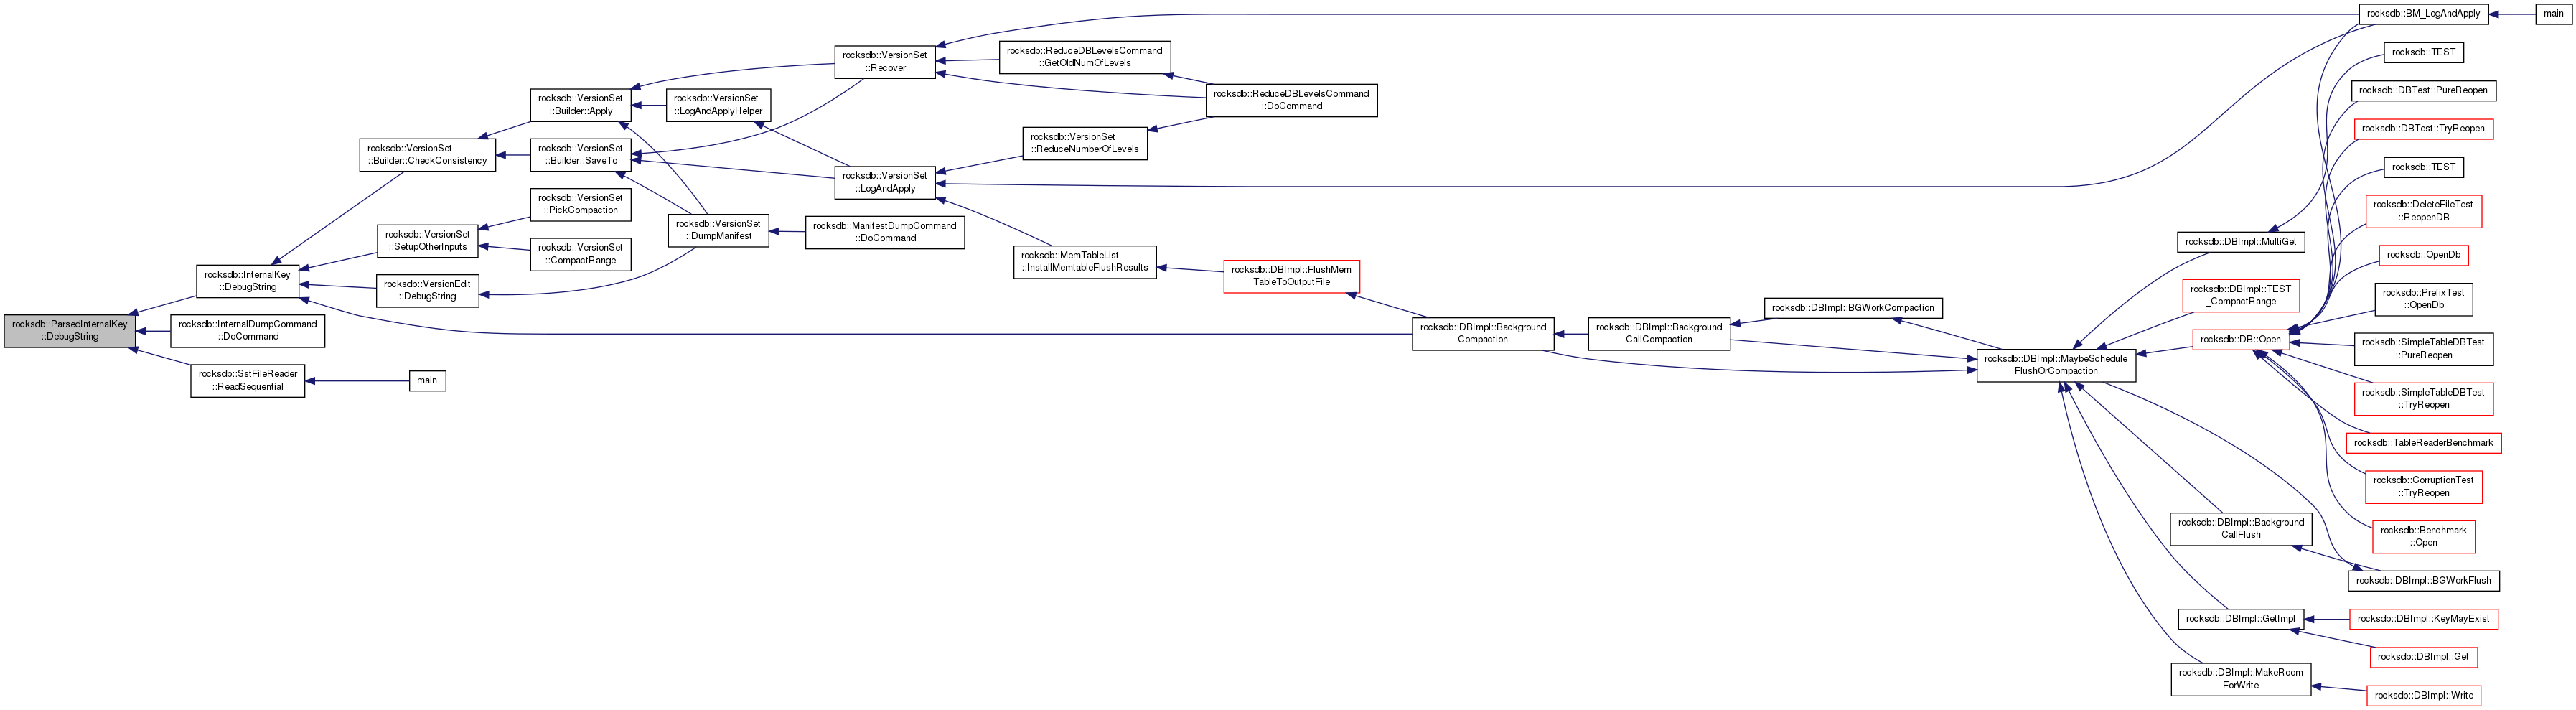 rocksdb::ParsedInternalKey
::DebugString
rocksdb::InternalKey
::DebugString
rocksdb::InternalDumpCommand
::DoCommand
rocksdb::SstFileReader
::ReadSequential
main
rocksdb::VersionSet
::Builder::CheckConsistency
rocksdb::VersionSet
::SetupOtherInputs
rocksdb::VersionEdit
::DebugString
rocksdb::VersionSet
::Builder::Apply
rocksdb::VersionSet
::Builder::SaveTo
rocksdb::VersionSet
::PickCompaction
rocksdb::VersionSet
::CompactRange
rocksdb::VersionSet
::LogAndApplyHelper
rocksdb::VersionSet
::DumpManifest
rocksdb::VersionSet
::Recover
rocksdb::VersionSet
::LogAndApply
rocksdb::ManifestDumpCommand
::DoCommand
rocksdb::ReduceDBLevelsCommand
::GetOldNumOfLevels
rocksdb::VersionSet
::ReduceNumberOfLevels
rocksdb::MemTableList
::InstallMemtableFlushResults
rocksdb::ReduceDBLevelsCommand
::DoCommand
rocksdb::DBImpl::FlushMem
TableToOutputFile
rocksdb::DBImpl::Background
Compaction
rocksdb::DBImpl::Background
CallCompaction
rocksdb::DBImpl::BGWorkCompaction
rocksdb::DBImpl::MaybeSchedule
FlushOrCompaction
rocksdb::DBImpl::MultiGet
rocksdb::DBImpl::TEST
_CompactRange
rocksdb::DB::Open
rocksdb::DBImpl::Background
CallFlush
rocksdb::DBImpl::GetImpl
rocksdb::DBImpl::MakeRoom
ForWrite
rocksdb::BM_LogAndApply
main
rocksdb::TEST
rocksdb::DBTest::PureReopen
rocksdb::DBTest::TryReopen
rocksdb::TEST
rocksdb::DeleteFileTest
::ReopenDB
rocksdb::OpenDb
rocksdb::PrefixTest
::OpenDb
rocksdb::SimpleTableDBTest
::PureReopen
rocksdb::SimpleTableDBTest
::TryReopen
rocksdb::TableReaderBenchmark
rocksdb::CorruptionTest
::TryReopen
rocksdb::Benchmark
::Open
rocksdb::DBImpl::BGWorkFlush
rocksdb::DBImpl::KeyMayExist
rocksdb::DBImpl::Get
rocksdb::DBImpl::Write